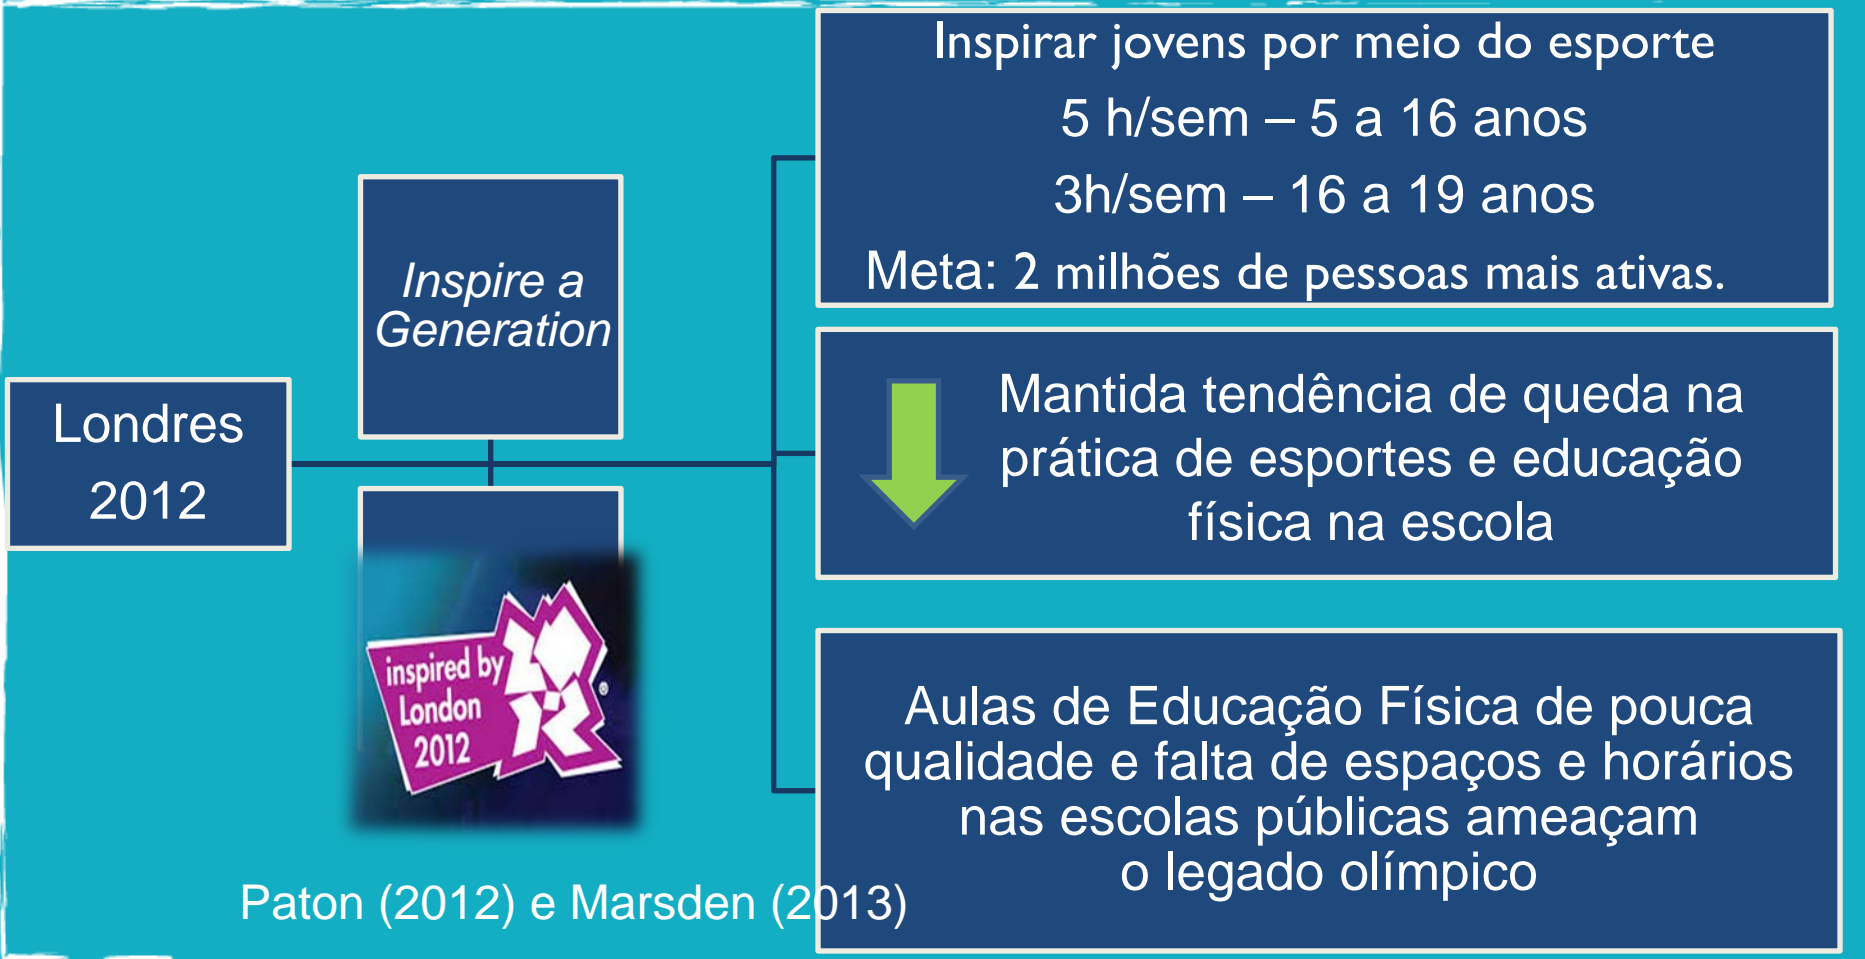 Londres
2012
Inspire a
Generation
inspired by
London
2012
Inspirar jovens por meio do esporte
5 h/sem – 5 a 16 anos
3h/sem – 16 a 19 anos
Meta: 2 milhões de pessoas mais ativas.
Mantida tendência de queda na
prática de esportes e educação
física na escola
Aulas de Educação Física de pouca
qualidade e falta de espaços e horários
nas escolas públicas ameaçam
o legado olímpico
Paton (2012) e Marsden (2013)